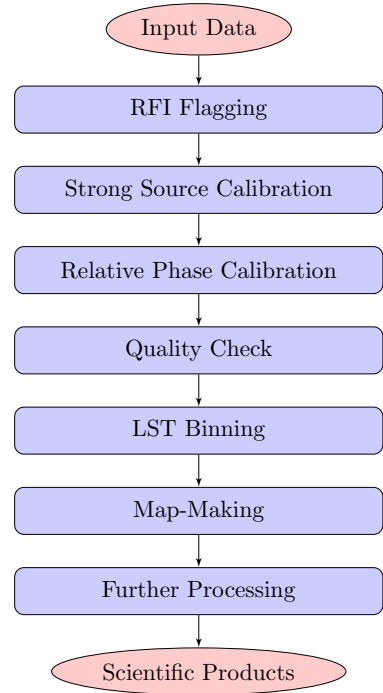 Input Data
RFI Flagging
Strong Source Calibration
Relative Phase Calibration
Quality Check
LST Binning
Map-Making
Further Processing
Scientific Products